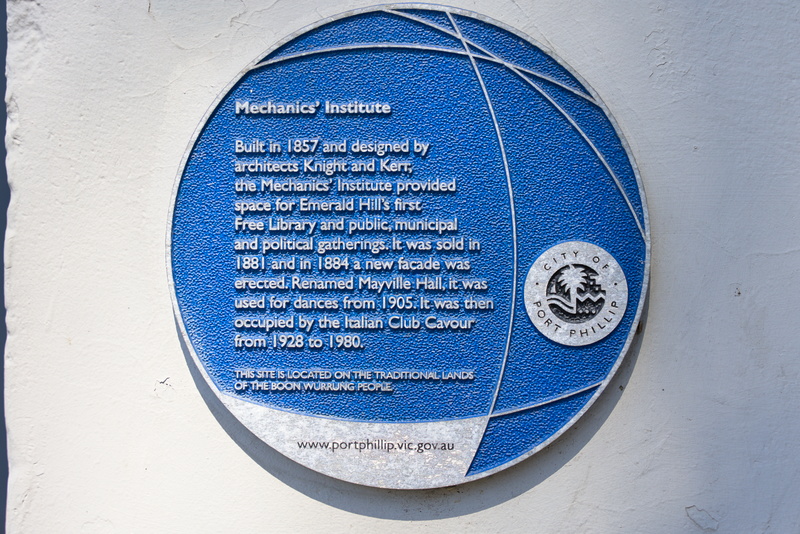 Mechanics' Institute
Built in 1857 and designed by
architects Knight and Kerr,
the Mechanics' Institute provided
space for Emerald Hill's first
Free Library and public, municipal
and political gatherings. It was sold in
1881 and in 1884 a new facade was
erected. Renamed Mayville Hall, it was
used for dances from 1905. It was then
occupied by the Italian Club Cavour
from 1928 to 1980.
THIS SITE IS LOCATED ON THE TRADITIONAL LANDS
OF THE BOON WURRUNG PEOPLE.
CITY OF
PORT PHILLIP
www.portphillip.vic.gov.au